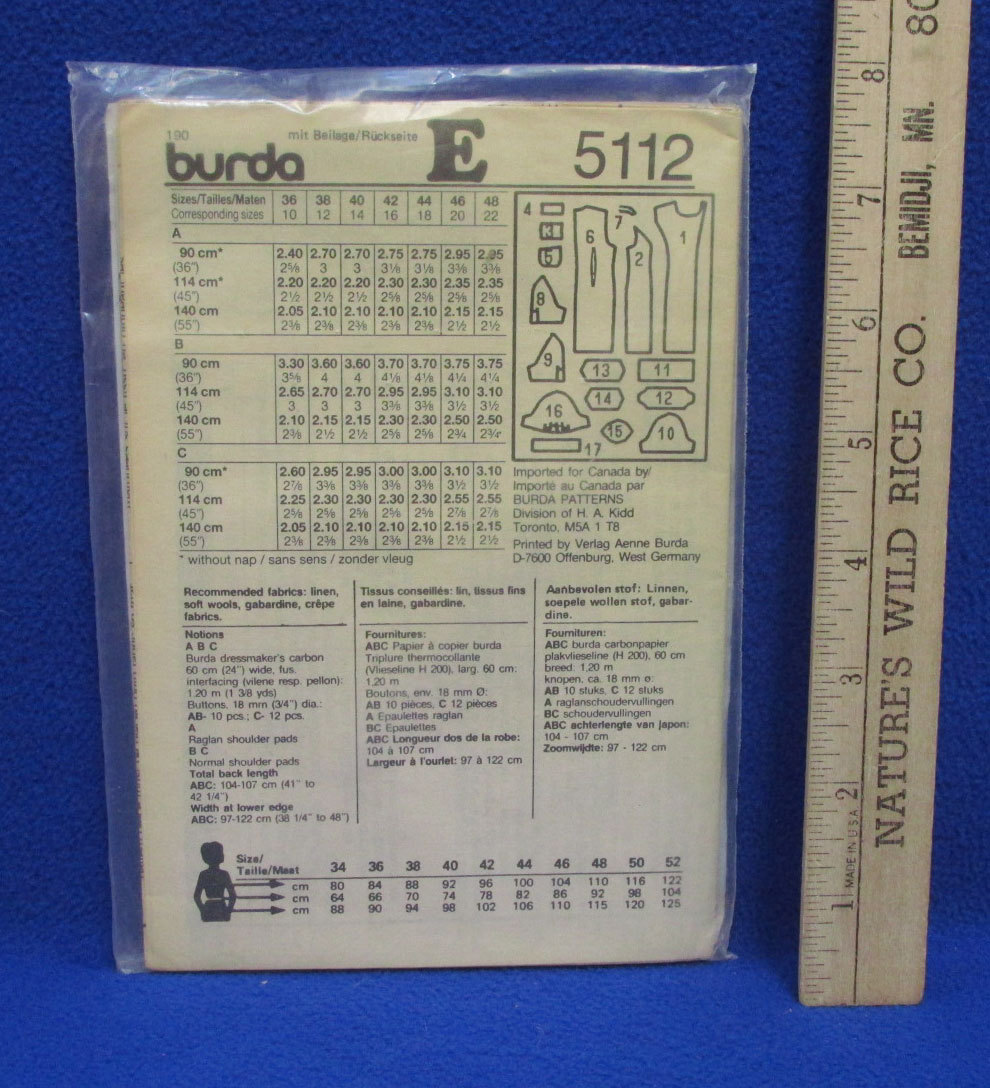 190 mit Beilage/Rückseite
burda E 5112
Sizes/Tailles/Maten 36 38 40 42 44 46 48
Corresponding sizes 10 12 14 16 18 20 22
A
90 cm* 2.40 2.70 2.70 2.75 2.75 2.95 2.95
(36") 2⅝ 3 3 3⅛ 3⅛ 3⅜ 3⅜
114 cm* 2.20 2.20 2.20 2.30 2.30 2.35 2.35
(45") 2½ 2½ 2½ 2⅝ 2⅝ 2⅝ 2⅝
140 cm 2.05 2.10 2.10 2.10 2.10 2.15 2.15
(55") 2⅜ 2⅜ 2⅜ 2⅜ 2⅜ 2½ 2½
B
90 cm 3.30 3.60 3.60 3.70 3.70 3.75 3.75
(36") 3⅝ 4 4 4⅛ 4⅛ 4¼ 4¼
114 cm 2.65 2.70 2.70 2.95 2.95 3.10 3.10
(45") 3 3 3 3⅜ 3⅜ 3½ 3½
140 cm 2.10 2.15 2.15 2.30 2.30 2.50 2.50
(55") 2⅜ 2½ 2½ 2⅝ 2⅝ 2¾ 2¾
C
90 cm* 2.60 2.95 2.95 3.00 3.00 3.10 3.10
(36") 2⅞ 3⅜ 3⅜ 3⅜ 3⅜ 3½ 3½
114 cm 2.25 2.30 2.30 2.30 2.30 2.55 2.55
(45") 2⅝ 2⅝ 2⅝ 2⅝ 2⅝ 2⅞ 2⅞
140 cm 2.05 2.10 2.10 2.10 2.10 2.15 2.15
(55") 2⅜ 2⅜ 2⅜ 2⅜ 2⅜ 2½ 2½
* without nap / sans sens / zonder vleug
4 3 5 6 7 2 1
8
9 13 11
14 12
16 15 10
17
Imported for Canada by/
Importé au Canada par
BURDA PATTERNS
Division of H. A. Kidd
Toronto, M5A 1 T8
Printed by Verlag Aenne Burda
D-7600 Offenburg, West Germany
Recommended fabrics: linen,
soft wools, gabardine, crêpe
fabrics.
Notions
A B C
Burda dressmaker's carbon
60 cm (24") wide, fus.
interfacing (vilene resp. pellon):
1.20 m (1 3/8 yds)
Buttons, 18 mm (3/4") dia.:
AB- 10 pcs.; C- 12 pcs.
A
Raglan shoulder pads
B C
Normal shoulder pads
Total back length
ABC: 104-107 cm (41" to
42 1/4")
Width at lower edge
ABC: 97-122 cm (38 1/4" to 48")
Tissus conseillés: lin, tissus fins
en laine, gabardine.
Fournitures:
ABC Papier à copier burda
Triplure thermocollante
(Vlieseline H 200), larg. 60 cm:
1,20 m
Boutons, env. 18 mm Ø:
AB 10 pièces, C 12 pièces
A Epaulettes raglan
BC Epaulettes
ABC Longueur dos de la robe:
104 à 107 cm
Largeur à l'ourlet: 97 à 122 cm
Aanbevolen stof: Linnen,
soepele wollen stof, gabar-
dine.
Fournituren:
ABC burda carbonpapier
plakvlieseline (H 200), 60 cm
breed: 1,20 m
knopen, ca. 18 mm ø:
AB 10 stuks, C 12 stuks
A raglanschoudervullingen
BC schoudervullingen
ABC achterlengte van japon:
104 - 107 cm
Zoomwijdte: 97 - 122 cm
Size/
Taille/Maat 34 36 38 40 42 44 46 48 50 52
cm 80 84 88 92 96 100 104 110 116 122
cm 64 66 70 74 78 82 86 92 98 104
cm 88 90 94 98 102 106 110 115 120 125
1 2 3 4 5 6 7 8
MADE IN U S A
NATURE'S WILD RICE CO. BEMIDJI, MN. 80